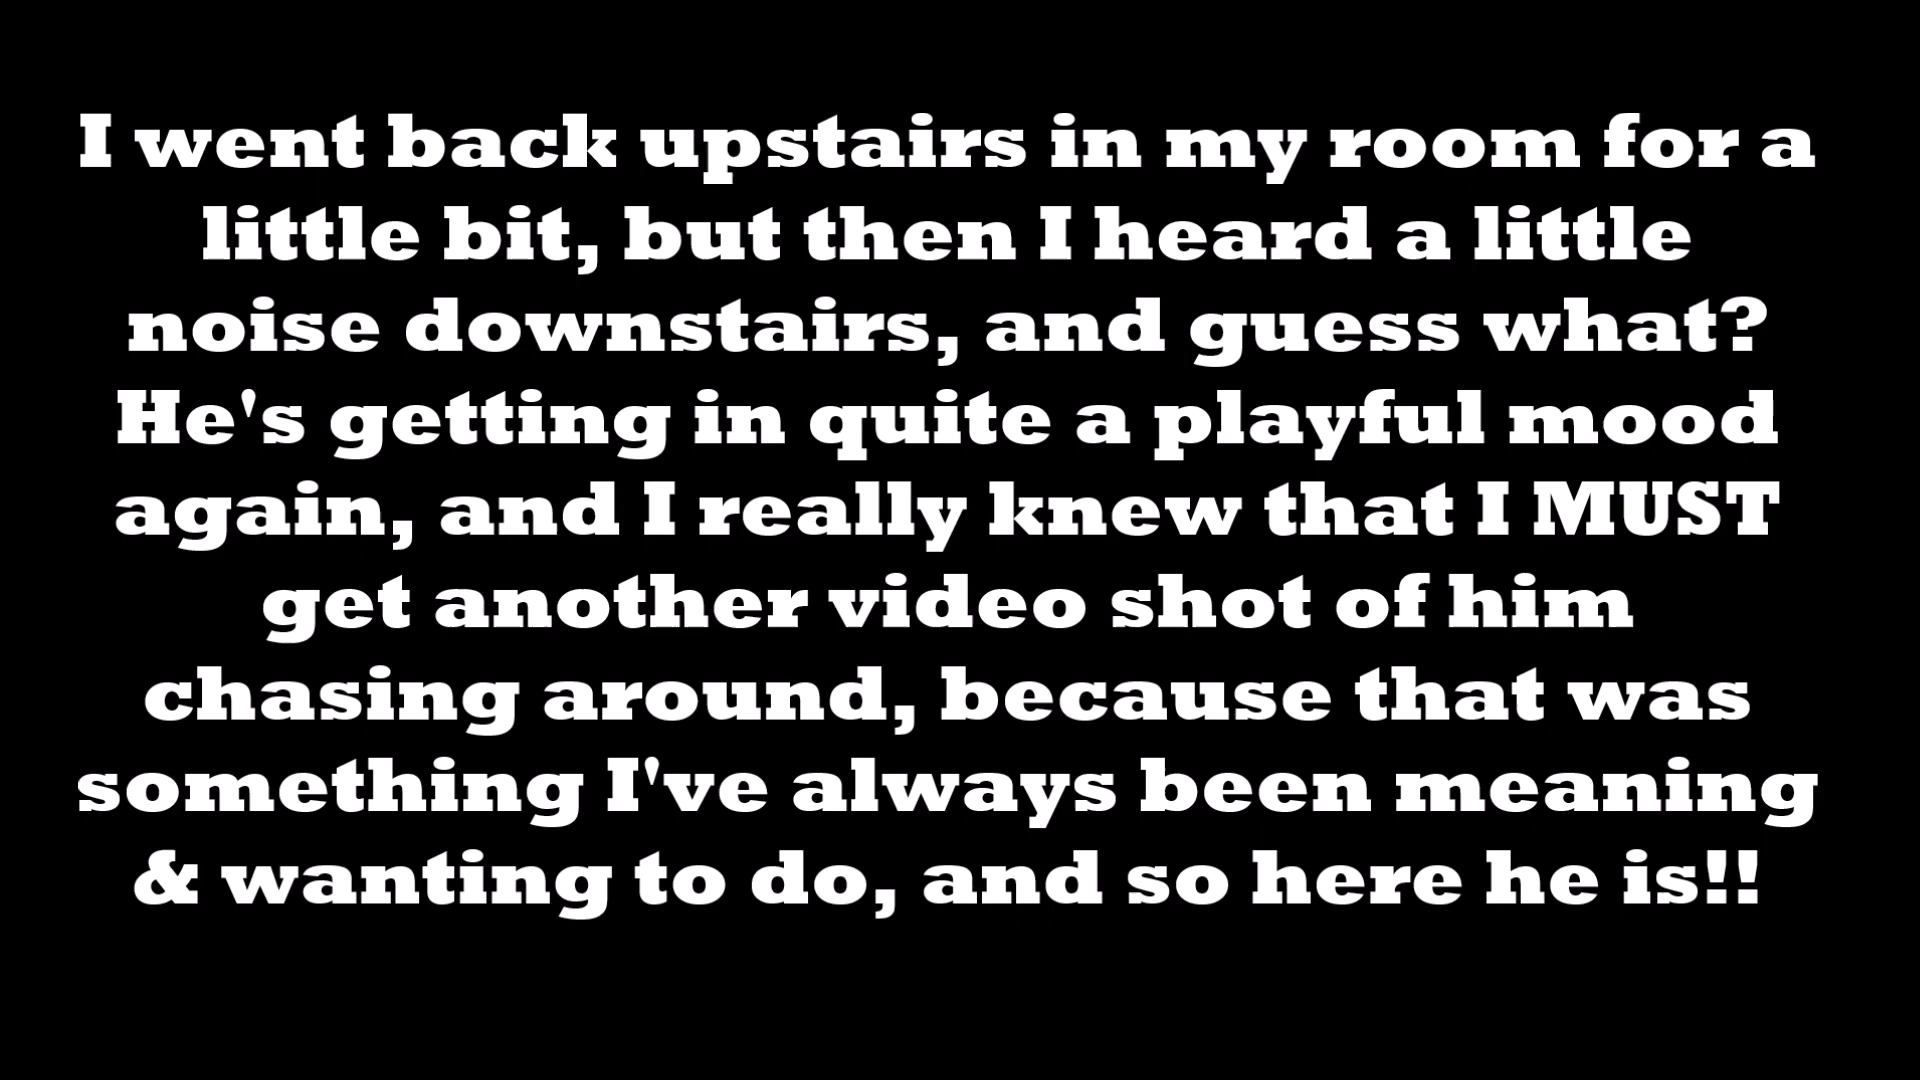 I went back upstairs in my room for a
little bit, but then I heard a little
noise downstairs, and guess what?
He's getting in quite a playful mood
again, and I really knew that I MUST
get another video shot of him
chasing around, because that was
something I've always been meaning
& wanting to do, and so here he is!!